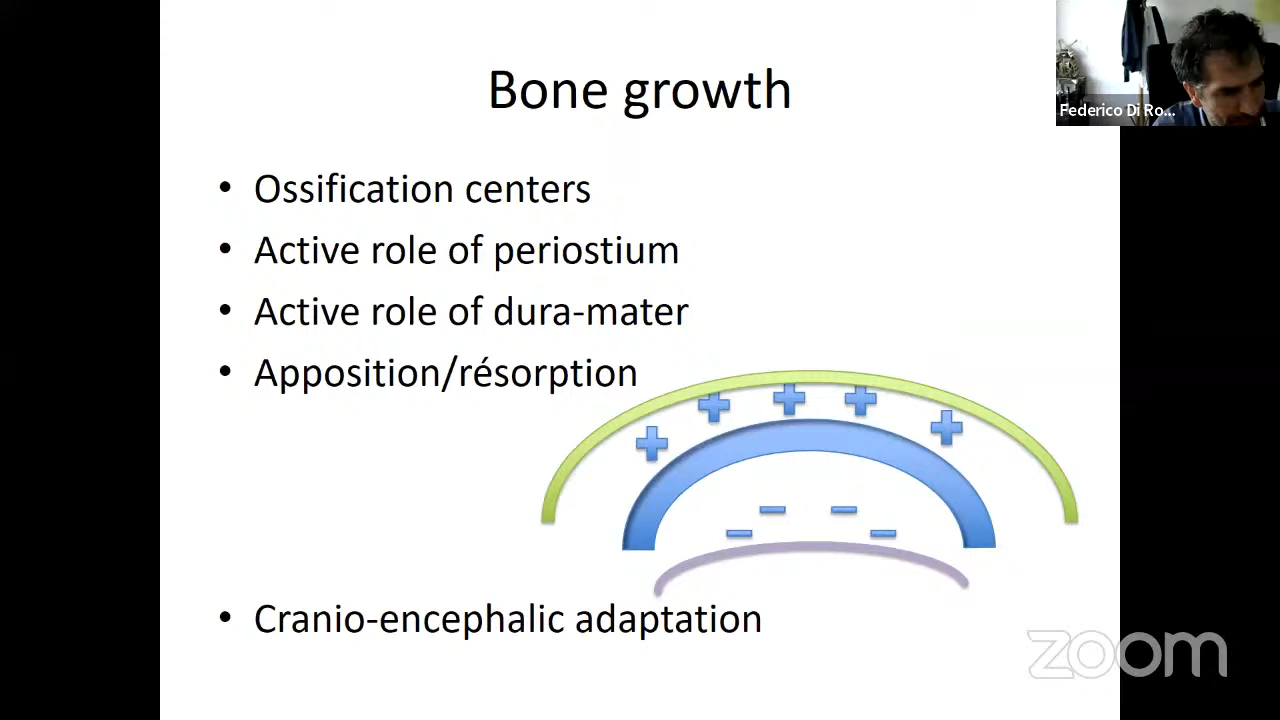 Bone growth
Federico Di Ro...
• Ossification centers
• Active role of periostium
• Active role of dura-mater
• Apposition/résorption
• Cranio-encephalic adaptation
zoom